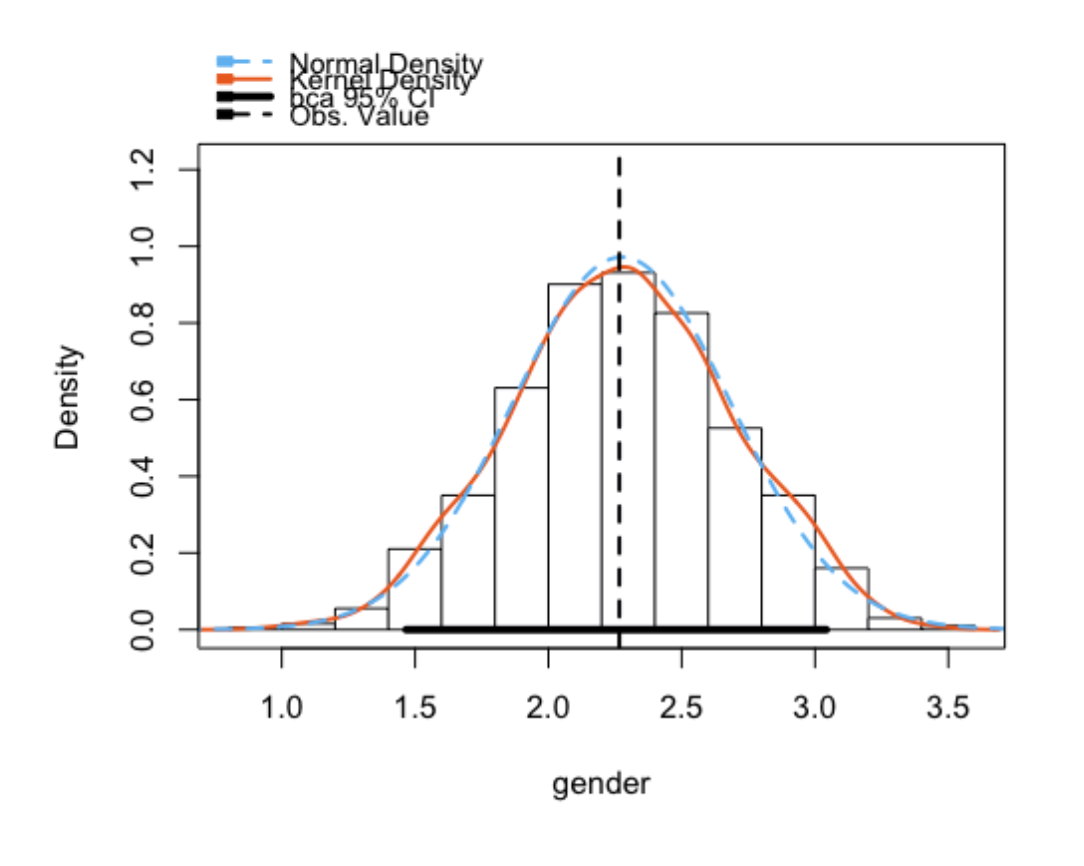 Normal Density
Kernel Density
bca 95% CI
Obs. Value
Density
1.2
1.0
0.8
0.6
0.4
0.2
0.0
1.0 1.5 2.0 2.5 3.0 3.5
gender